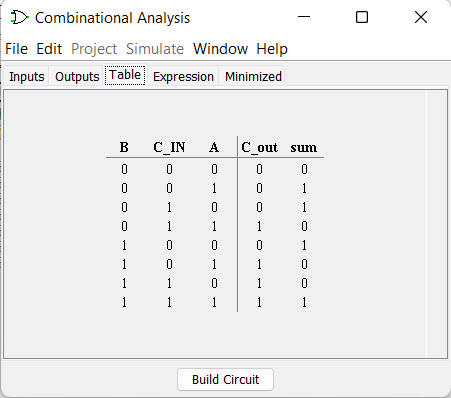 Combinational Analysis
File Edit Project Simulate Window Help
Inputs Outputs Table Expression Minimized
B C_IN A C_out sum
0 0 0 0 0
0 0 1 0 1
0 1 0 0 1
0 1 1 1 0
1 0 0 0 1
1 0 1 1 0
1 1 0 1 0
1 1 1 1 1
Build Circuit